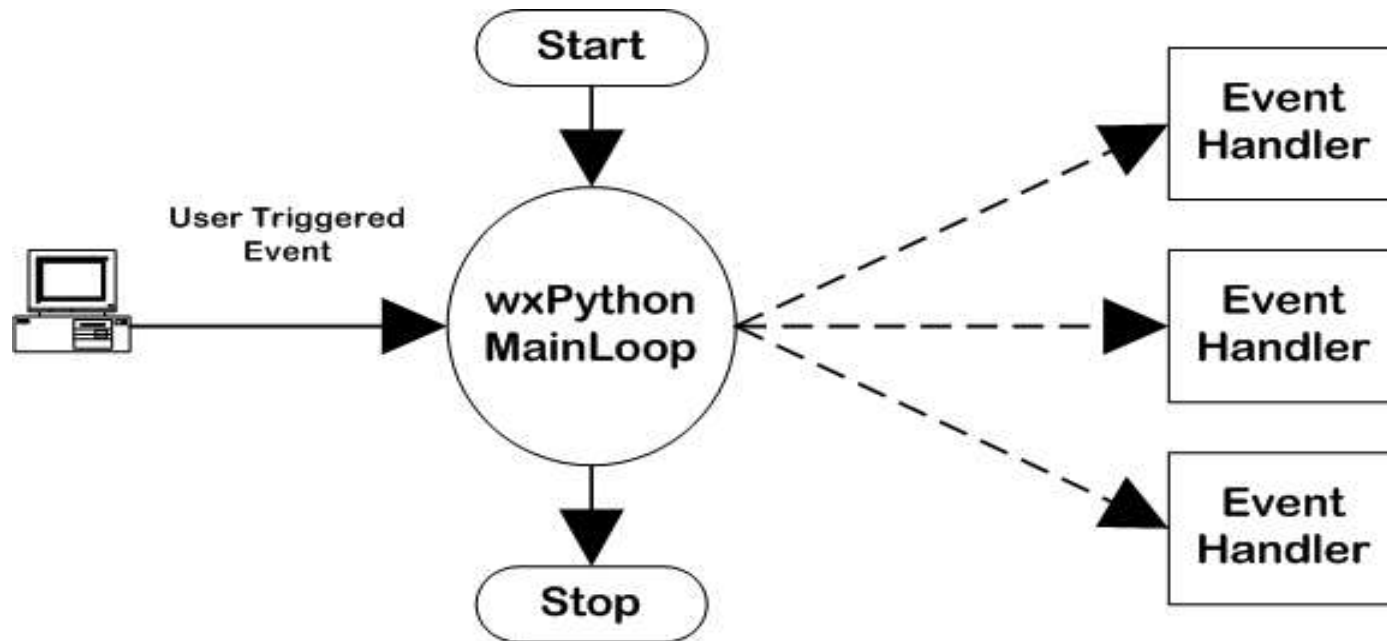 Start
User Triggered
Event
wxPython
MainLoop
Event
Handler
Event
Handler
Event
Handler
Stop